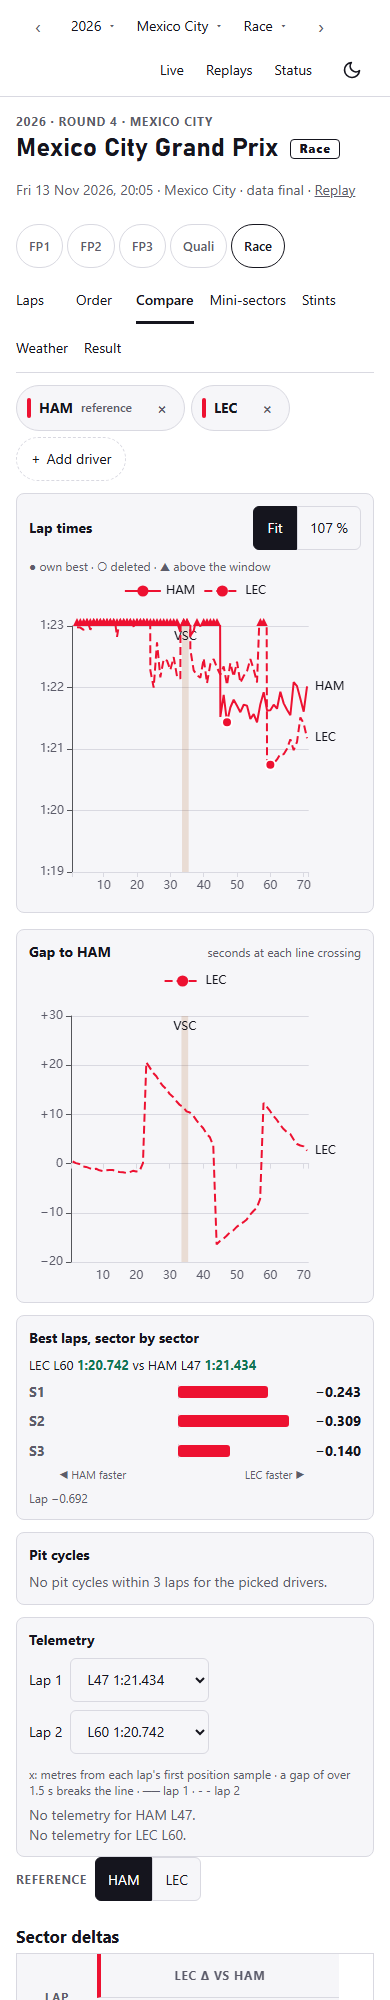 ‹ 2026 Mexico City Race ›
Live Replays Status
2026 · ROUND 4 · MEXICO CITY
Mexico City Grand Prix Race
Fri 13 Nov 2026, 20:05 · Mexico City · data final · Replay
FP1 FP2 FP3 Quali Race
Laps Order Compare Mini-sectors Stints
Weather Result
HAM reference × LEC ×
+ Add driver
Lap times Fit 107 %
● own best · ○ deleted · ▲ above the window
HAM LEC
1:23
VSC
1:22 HAM
LEC
1:21
1:20
1:19
10 20 30 40 50 60 70
Gap to HAM seconds at each line crossing
LEC
+30
VSC
+20
+10
LEC
0
−10
−20
10 20 30 40 50 60 70
Best laps, sector by sector
LEC L60 1:20.742 vs HAM L47 1:21.434
S1 −0.243
S2 −0.309
S3 −0.140
◀ HAM faster LEC faster ▶
Lap −0.692
Pit cycles
No pit cycles within 3 laps for the picked drivers.
Telemetry
Lap 1 L47 1:21.434
Lap 2 L60 1:20.742
x: metres from each lap's first position sample · a gap of over
1.5 s breaks the line · — lap 1 · - - lap 2
No telemetry for HAM L47.
No telemetry for LEC L60.
REFERENCE HAM LEC
Sector deltas
LEC Δ VS HAM
LAP